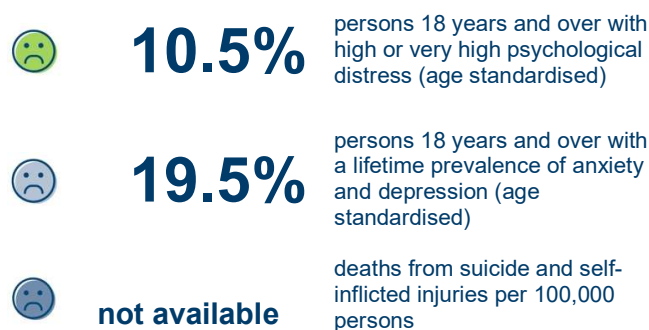 10.5%
persons 18 years and over with
high or very high psychological
distress (age standardised)
19.5%
persons 18 years and over with
a lifetime prevalence of anxiety
and depression (age
standardised)
not available
deaths from suicide and self-
inflicted injuries per 100,000
persons